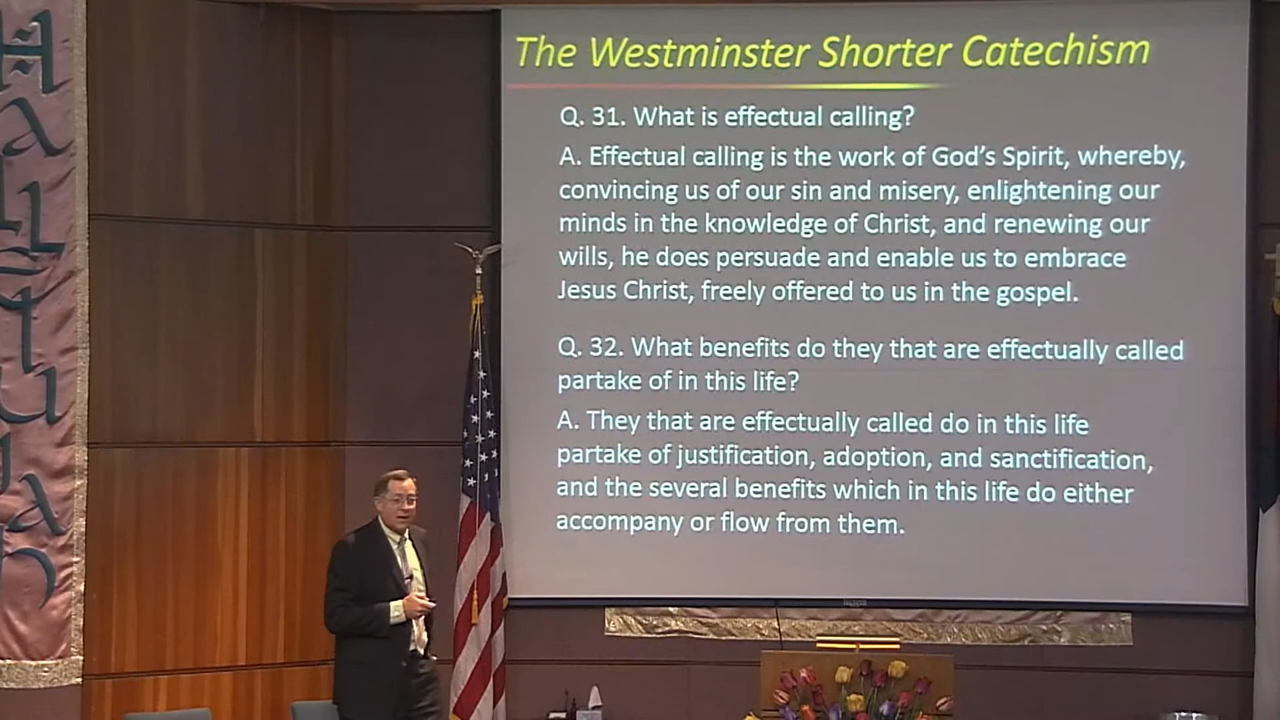 Hallelujah
The Westminster Shorter Catechism
Q. 31. What is effectual calling?
A. Effectual calling is the work of God's Spirit, whereby,
convincing us of our sin and misery, enlightening our
minds in the knowledge of Christ, and renewing our
wills, he does persuade and enable us to embrace
Jesus Christ, freely offered to us in the gospel.
Q. 32. What benefits do they that are effectually called
partake of in this life?
A. They that are effectually called do in this life
partake of justification, adoption, and sanctification,
and the several benefits which in this life do either
accompany or flow from them.